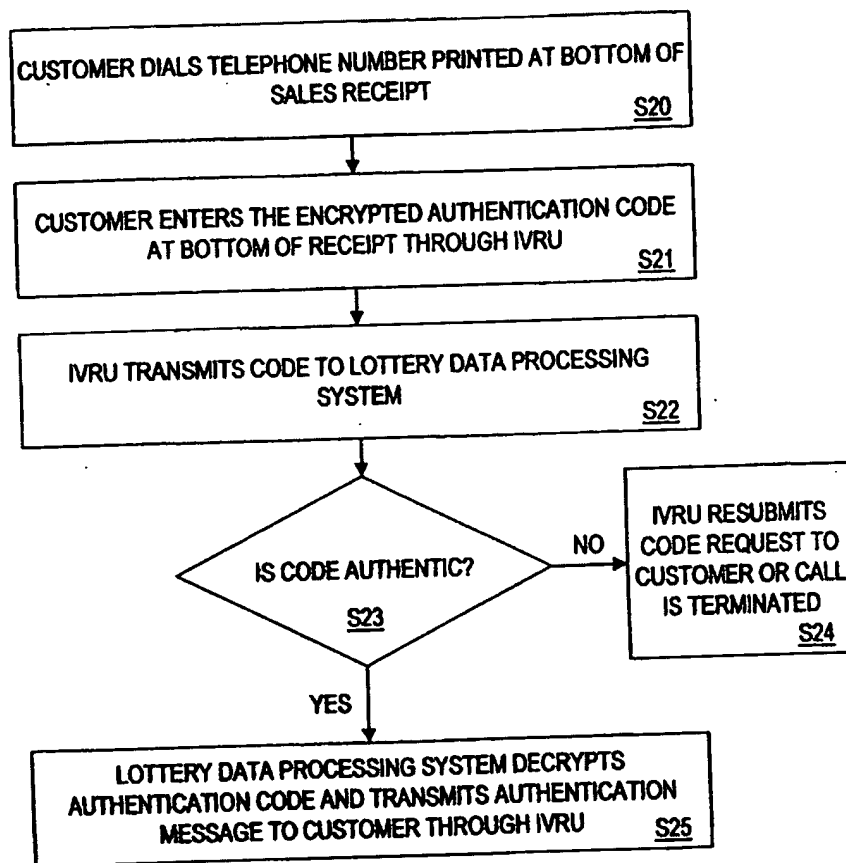 CUSTOMER DIALS TELEPHONE NUMBER PRINTED AT BOTTOM OF
SALES RECEIPT
S20
CUSTOMER ENTERS THE ENCRYPTED AUTHENTICATION CODE
AT BOTTOM OF RECEIPT THROUGH IVRU
S21
IVRU TRANSMITS CODE TO LOTTERY DATA PROCESSING
SYSTEM
S22
IS CODE AUTHENTIC?
S23
NO
IVRU RESUBMITS
CODE REQUEST TO
CUSTOMER OR CALL
IS TERMINATED
S24
YES
LOTTERY DATA PROCESSING SYSTEM DECRYPTS
AUTHENTICATION CODE AND TRANSMITS AUTHENTICATION
MESSAGE TO CUSTOMER THROUGH IVRU
S25